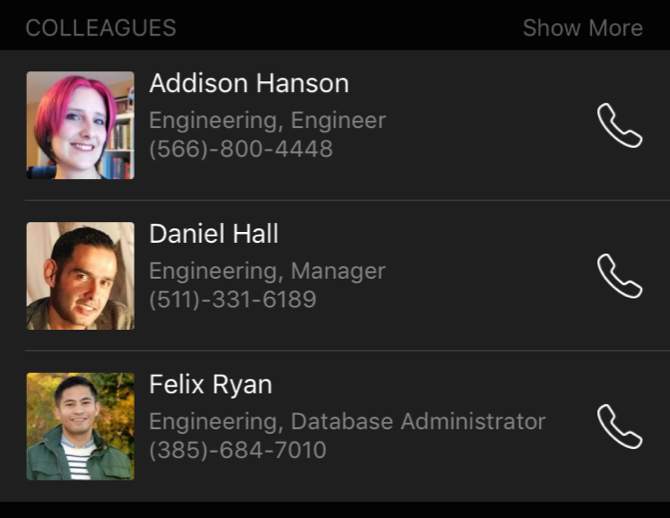 COLLEAGUES
Show More
Addison Hanson
Engineering, Engineer
(566)-800-4448
Daniel Hall
Engineering, Manager
(511)-331-6189
Felix Ryan
Engineering, Database Administrator
(385)-684-7010